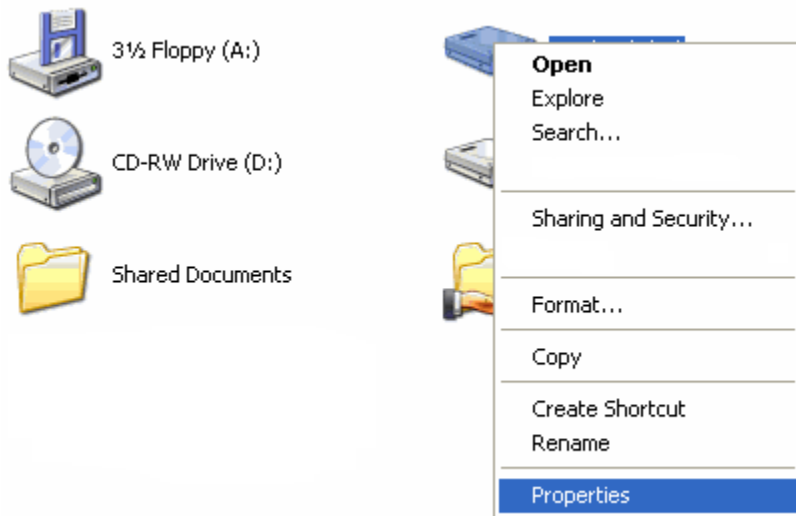 3½ Floppy (A:)
CD-RW Drive (D:)
Shared Documents
Open
Explore
Search...
Sharing and Security...
Format...
Copy
Create Shortcut
Rename
Properties